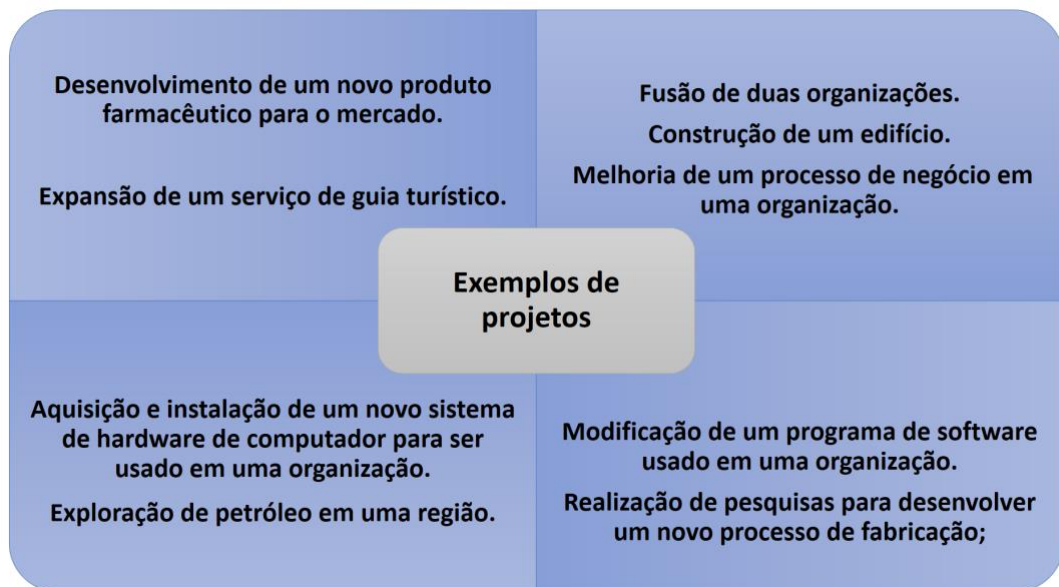 Desenvolvimento de um novo produto
farmacêutico para o mercado.
Expansão de um serviço de guia turístico.
Fusão de duas organizações.
Construção de um edifício.
Melhoria de um processo de negócio em
uma organização.
Exemplos de
projetos
Aquisição e instalação de um novo sistema
de hardware de computador para ser
usado em uma organização.
Exploração de petróleo em uma região.
Modificação de um programa de software
usado em uma organização.
Realização de pesquisas para desenvolver
um novo processo de fabricação;